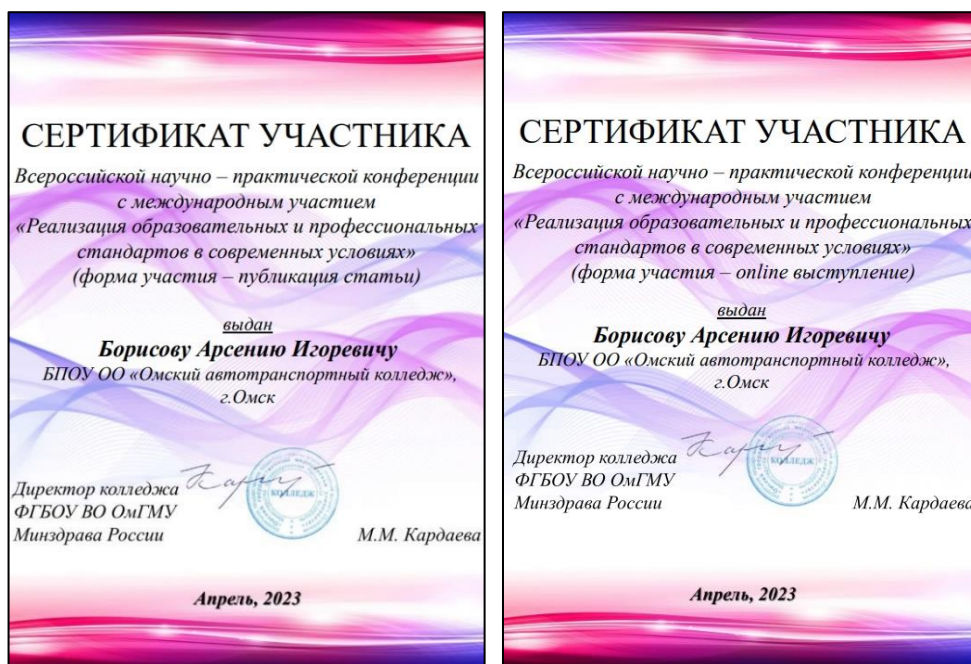 СЕРТИФИКАТ УЧАСТНИКА
Всероссийской научно – практической конференции
с международным участием
«Реализация образовательных и профессиональных
стандартов в современных условиях»
(форма участия – публикация статьи)
выдан
Борисову Арсению Игоревичу
БПОУ ОО «Омский автотранспортный колледж»,
г.Омск
Директор колледжа
ФГБОУ ВО ОмГМУ
Минздрава России
КОЛЛЕДЖ
М.М. Кардаева
Апрель, 2023
СЕРТИФИКАТ УЧАСТНИКА
Всероссийской научно – практической конференции
с международным участием
«Реализация образовательных и профессиональных
стандартов в современных условиях»
(форма участия – online выступление)
выдан
Борисову Арсению Игоревичу
БПОУ ОО «Омский автотранспортный колледж»,
г.Омск
Директор колледжа
ФГБОУ ВО ОмГМУ
Минздрава России
КОЛЛЕДЖ
М.М. Кардаева
Апрель, 2023